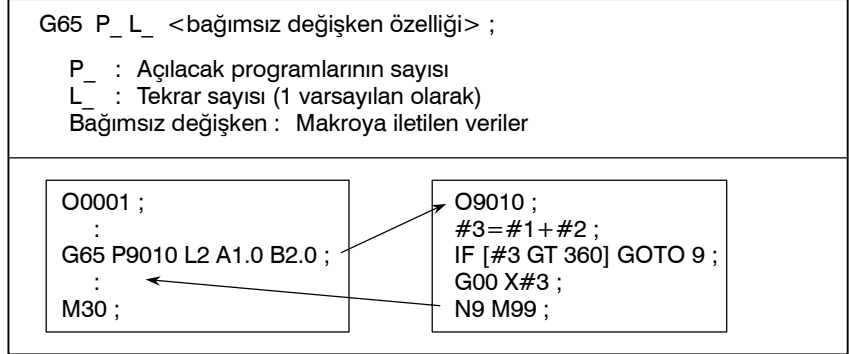 G65 P_ L_ <bağımsız değişken özelliği> ;
P_ : Açılacak programlarının sayısı
L_ : Tekrar sayısı (1 varsayılan olarak)
Bağımsız değişken : Makroya iletilen veriler
O0001 ;
:
G65 P9010 L2 A1.0 B2.0 ;
:
M30 ;
O9010 ;
#3=#1+#2 ;
IF [#3 GT 360] GOTO 9 ;
G00 X#3 ;
N9 M99 ;